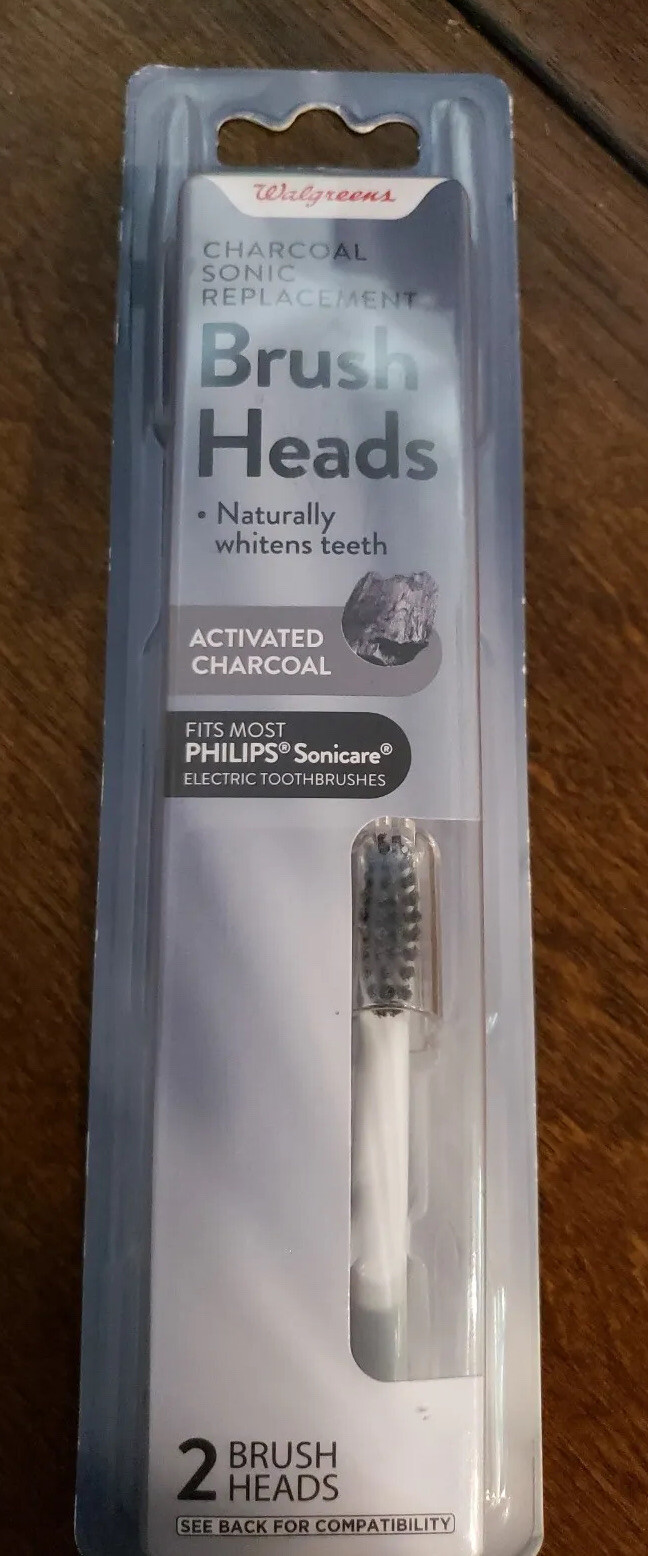 Walgreens
CHARCOAL
SONIC
REPLACEMENT
Brush
Heads
• Naturally
whitens teeth
ACTIVATED
CHARCOAL
FITS MOST
PHILIPS® Sonicare®
ELECTRIC TOOTHBRUSHES
2 BRUSH
HEADS
SEE BACK FOR COMPATIBILITY